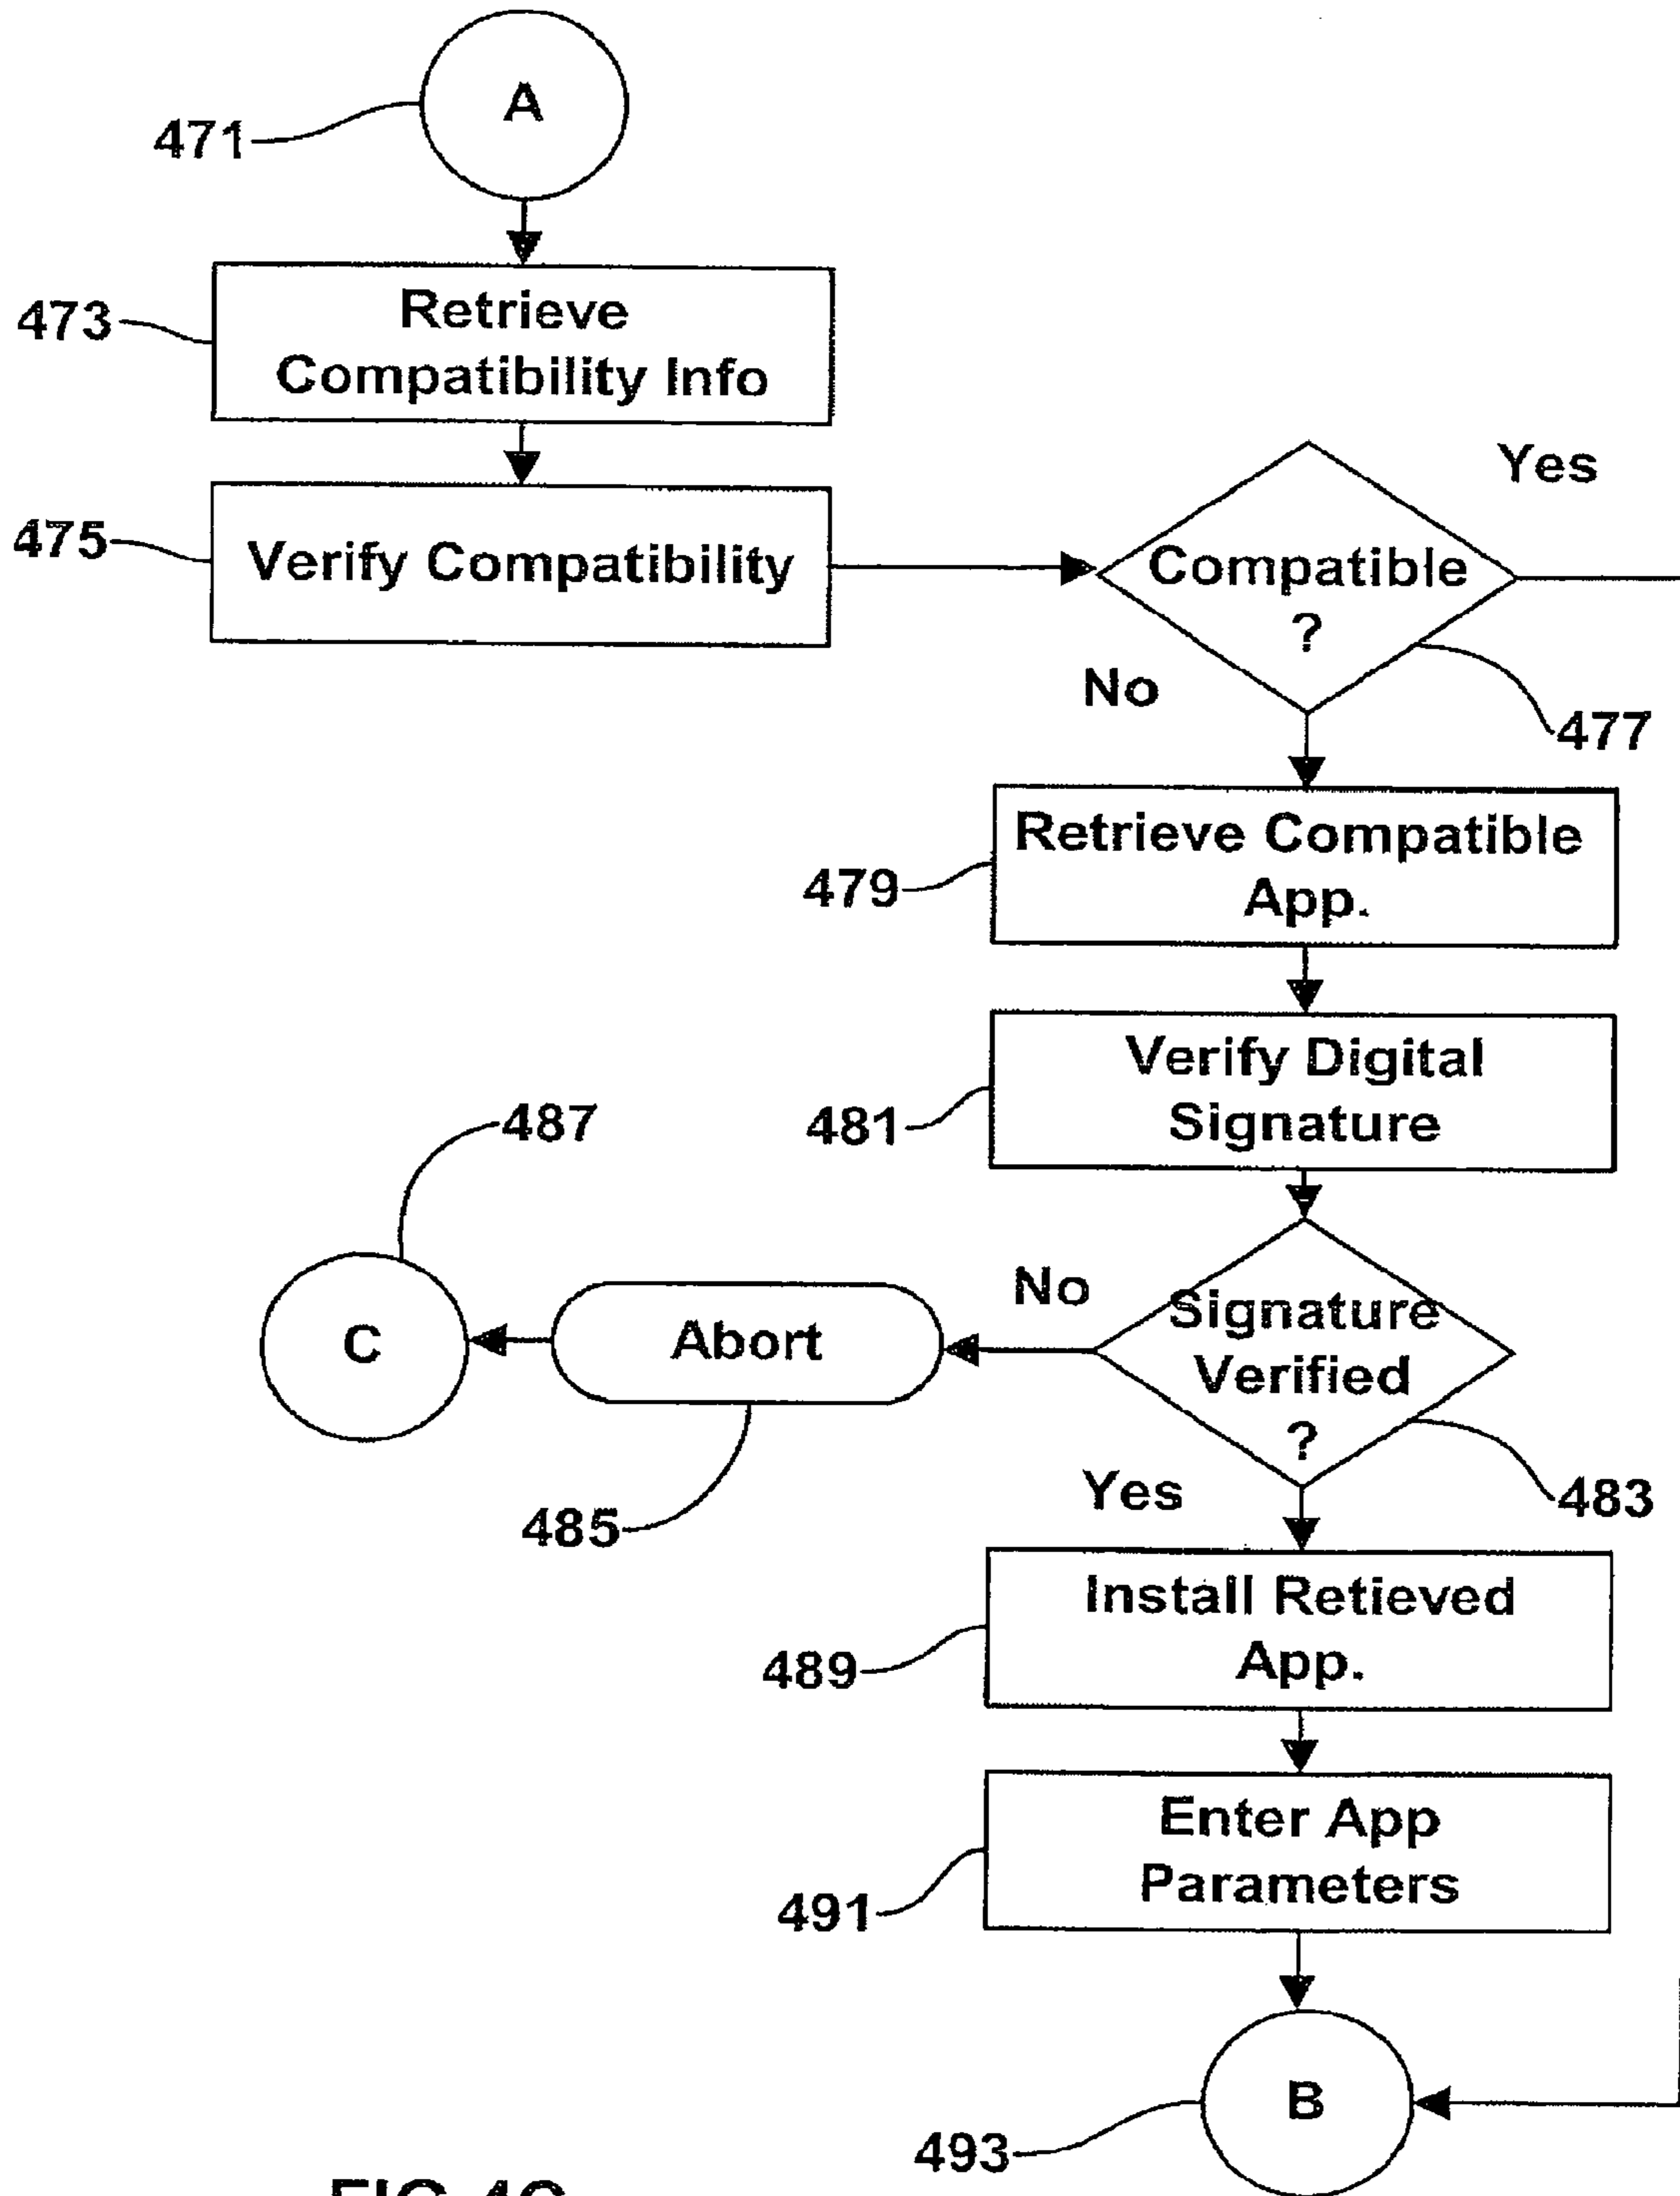 A
471
473
Retrieve
Compatibility Info
475
Verify Compatibility
Compatible
?
Yes
No
477
479
Retrieve Compatible
App.
481
Verify Digital
Signature
487
C
Abort
485
No
Signature
Verified
?
Yes
483
489
Install Retieved
App.
491
Enter App
Parameters
B
493